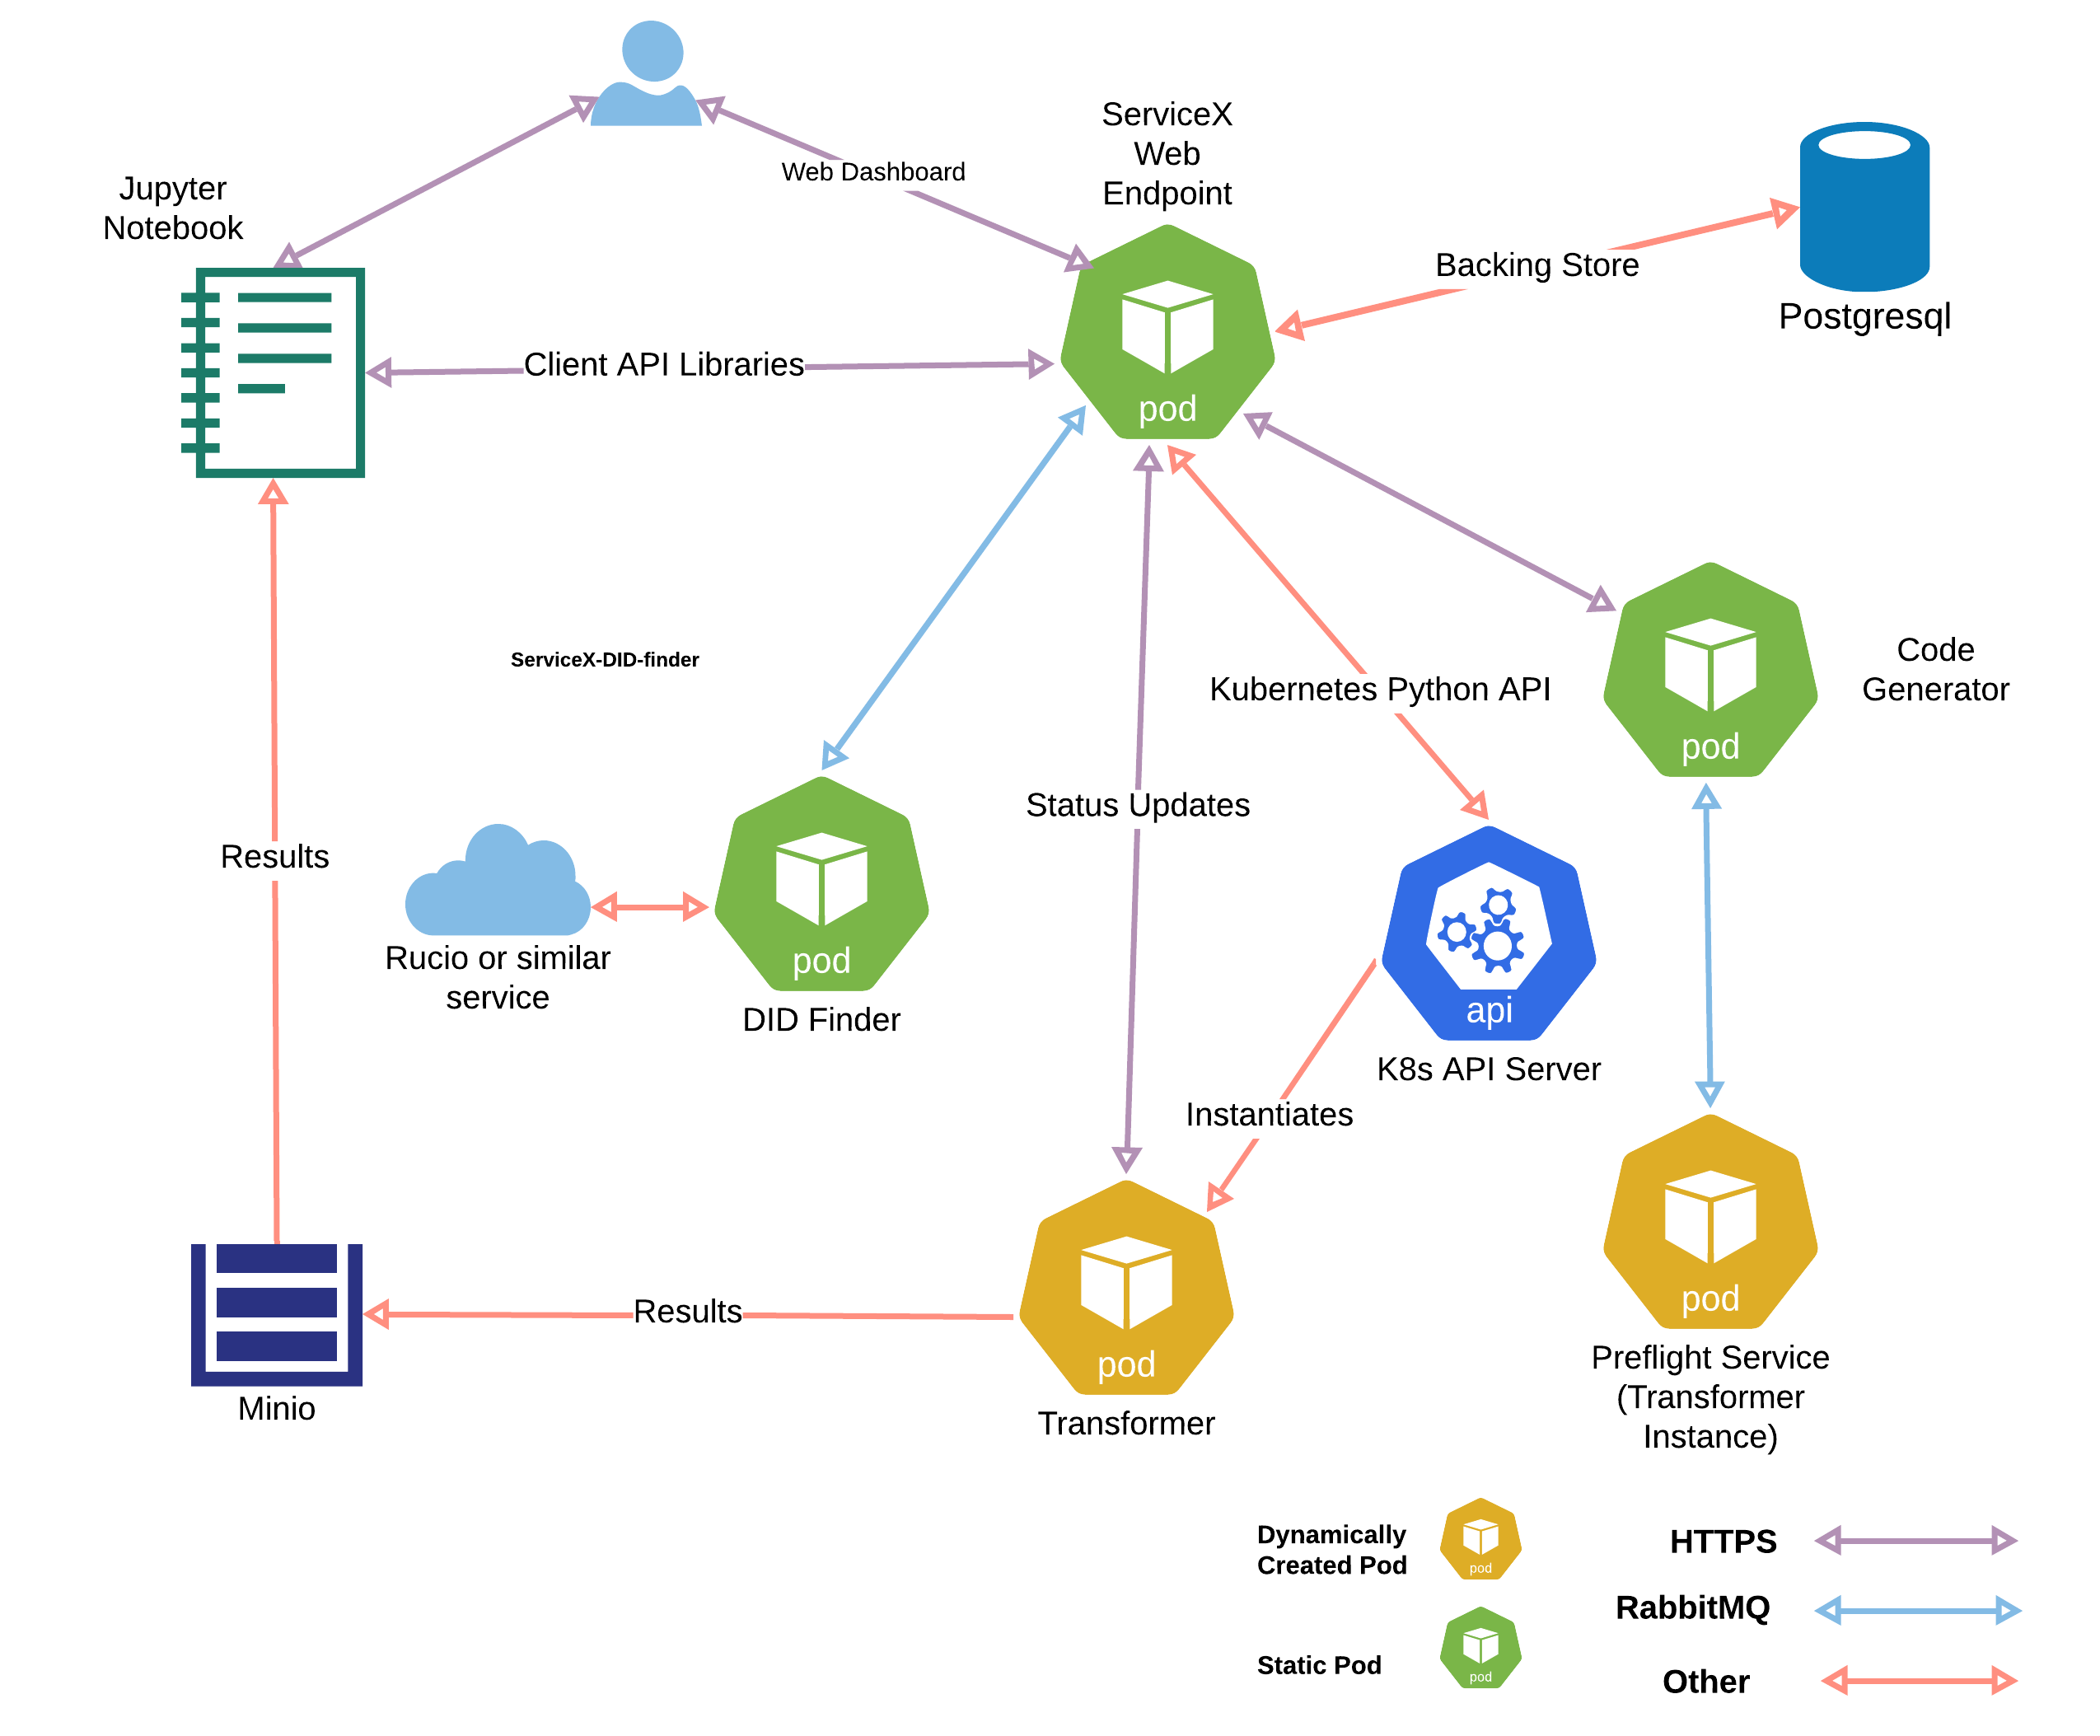 ServiceX
Web
Endpoint
Web Dashboard
Jupyter
Notebook
Backing Store
Postgresql
Client API Libraries
pod
ServiceX-DID-finder
Kubernetes Python API
Code
Generator
pod
Status Updates
Results
Rucio or similar
service
pod
DID Finder
api
K8s API Server
Instantiates
pod
Preflight Service
(Transformer
Instance)
Results
pod
Transformer
Minio
Dynamically
Created Pod
pod
HTTPS
RabbitMQ
Static Pod
pod
Other